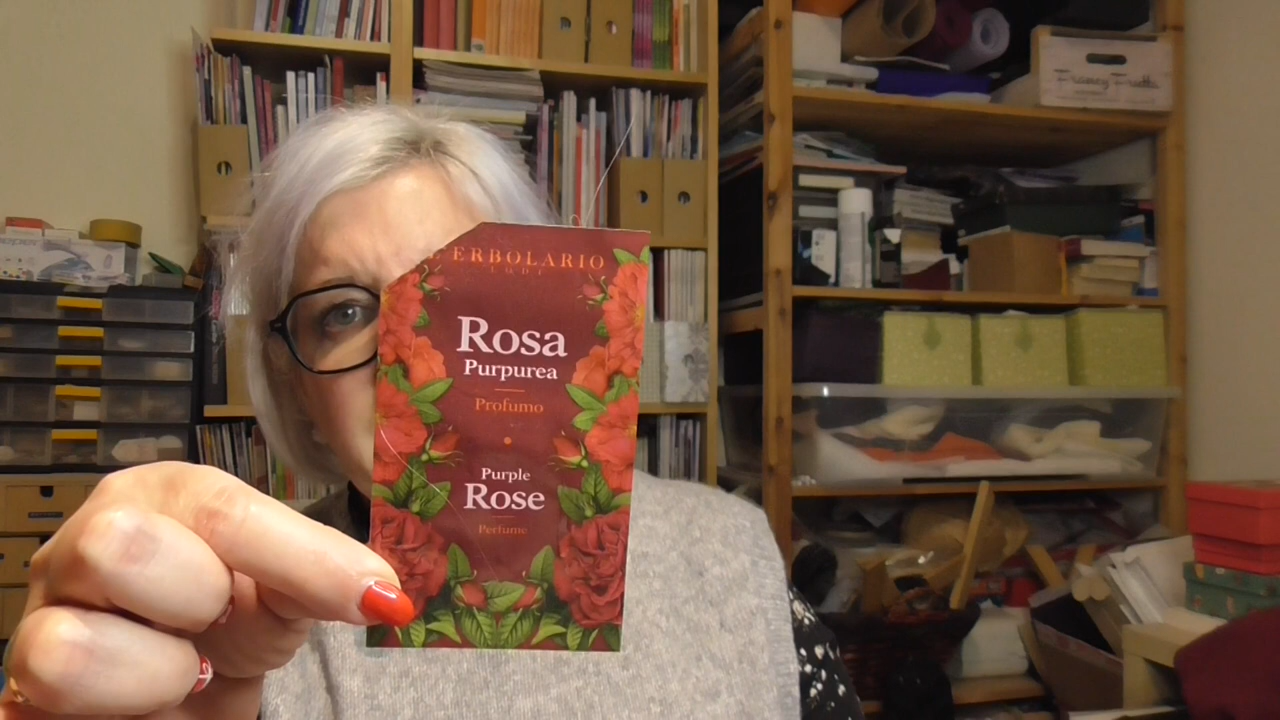 L'ERBOLARIO
LODI
Rosa
Purpurea
Profumo
Purple
Rose
Perfume